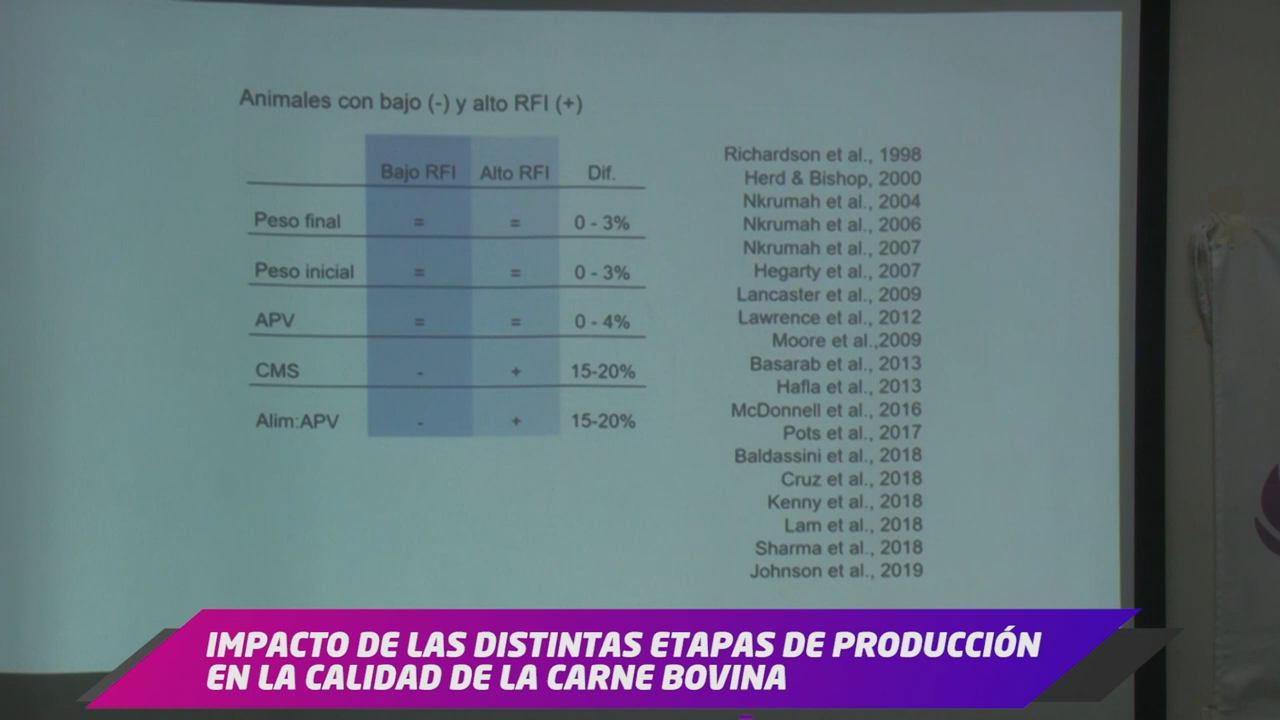 Animales con bajo (-) y alto RFI (+)
Bajo RFI Alto RFI Dif.
Peso final = = 0 - 3%
Peso inicial = = 0 - 3%
APV = = 0 - 4%
CMS - + 15-20%
Alim:APV - + 15-20%
Richardson et al., 1998
Herd & Bishop, 2000
Nkrumah et al., 2004
Nkrumah et al., 2006
Nkrumah et al., 2007
Hegarty et al., 2007
Lancaster et al., 2009
Lawrence et al., 2012
Moore et al.,2009
Basarab et al., 2013
Hafla et al., 2013
McDonnell et al., 2016
Pots et al., 2017
Baldassini et al., 2018
Cruz et al., 2018
Kenny et al., 2018
Lam et al., 2018
Sharma et al., 2018
Johnson et al., 2019
IMPACTO DE LAS DISTINTAS ETAPAS DE PRODUCCIÓN
EN LA CALIDAD DE LA CARNE BOVINA